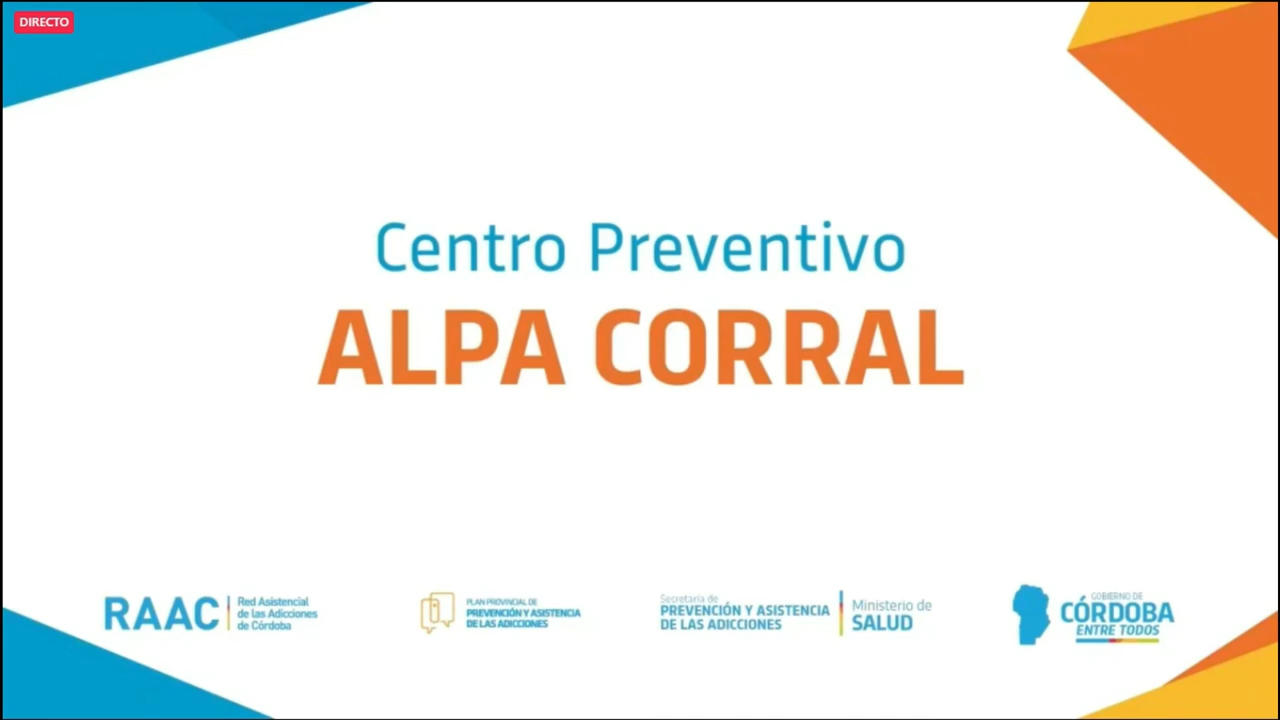 DIRECTO
Centro Preventivo
ALPA CORRAL
RAAC
Red Asistencial
de las Adicciones
de Córdoba
PLAN PROVINCIAL DE
PREVENCIÓN Y ASISTENCIA
DE LAS ADICCIONES
Secretaría de
PREVENCIÓN Y ASISTENCIA
DE LAS ADICCIONES
Ministerio de
SALUD
GOBIERNO DE
CÓRDOBA
ENTRE TODOS